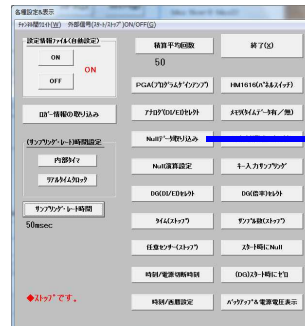 各種設定&表示
ﾁｬﾝﾈﾙ間ｳｪｲﾄ(W) 外部信号(ｽﾀｰﾄ/ｽﾄｯﾌﾟ)ON/OFF(G)
設定情報ﾌｧｲﾙ(自動設定)
ON
ON
OFF
ﾛｶﾞｰ情報の取り込み
(ｻﾝﾌﾟﾘﾝｸﾞ･ﾚｰﾄ)時間設定
内部ﾀｲﾏ
ﾘｱﾙﾀｲﾑｸﾛｯｸ
ｻﾝﾌﾟﾘﾝｸﾞ･ﾚｰﾄ時間
50msec
◆ｽﾄｯﾌﾟです。
積算平均回数
50
PGA(ﾌﾟﾛｸﾞﾗﾑｹﾞｲﾝｱﾝﾌﾟ)
ｱﾅﾛｸﾞ(DI/ED)ｾﾚｸﾄ
Nullﾃﾞｰﾀ取り込み
Null演算設定
DG(DI/ED)ｾﾚｸﾄ
ﾀｲﾑ(ｽﾄｯﾌﾟ)
任意ｾﾝｻｰ(ｽﾄｯﾌﾟ)
時刻/電源切断時刻
時刻/西暦設定
終了(X)
HM1616(ﾊﾟﾈﾙｽｲｯﾁ)
ﾒﾓﾘ(ﾀｲﾑﾃﾞｰﾀ有/無)
ｷｰ入力ｻﾝﾌﾟﾘﾝｸﾞ
DG(倍率)ｾﾚｸﾄ
ｻﾝﾌﾟﾙ数(ｽﾄｯﾌﾟ)
ｽﾀｰﾄ時にNull
(DG)ｽﾀｰﾄ時にｾﾞﾛ
ﾊﾞｯｸｱｯﾌﾟ&電源電圧表示